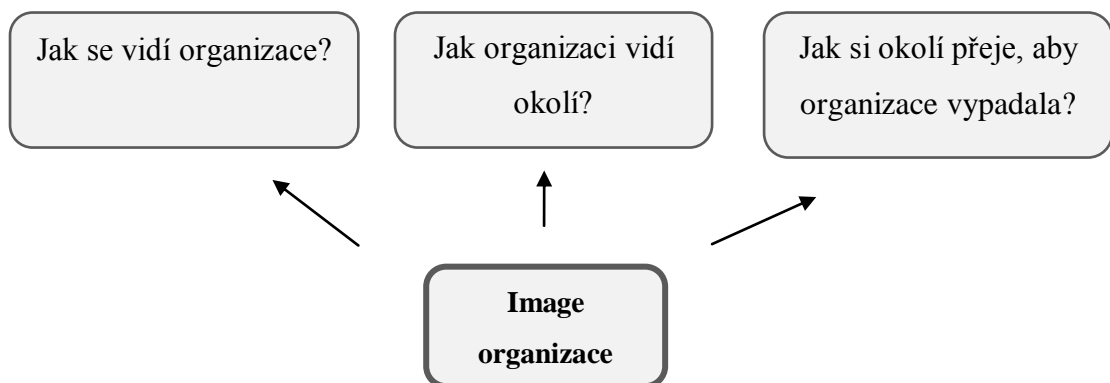 Jak se vidí organizace?
Jak organizaci vidí
okolí?
Jak si okolí přeje, aby
organizace vypadala?
Image
organizace